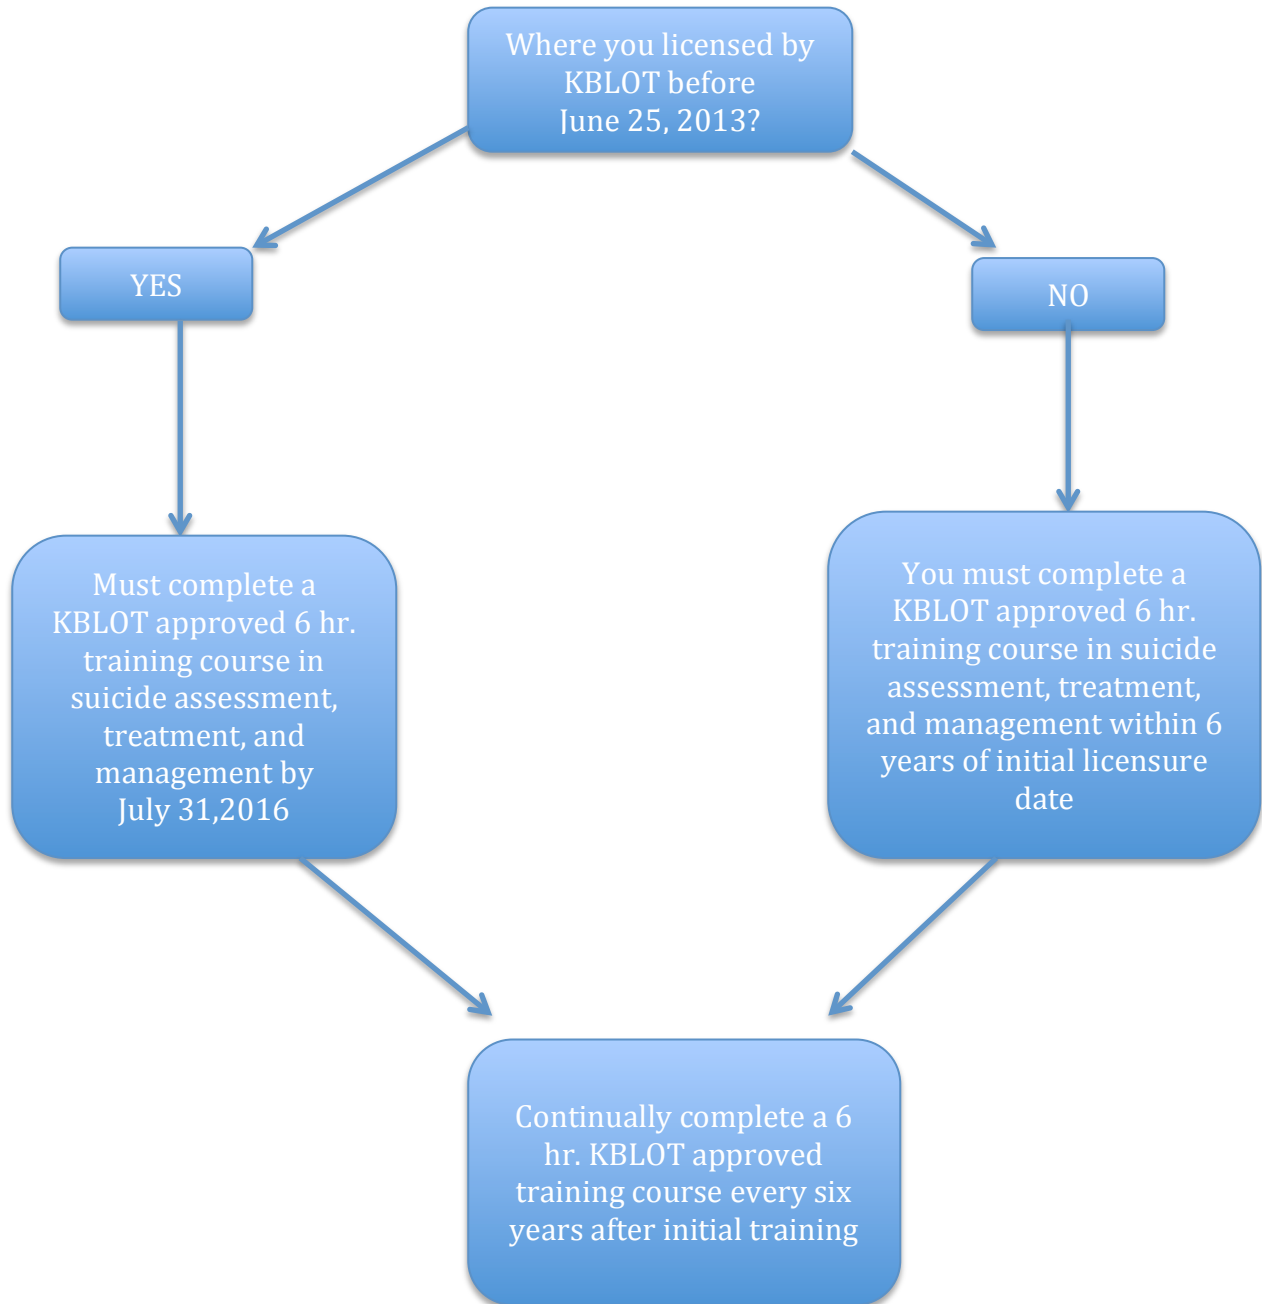 Where you licensed by
KBLOT before
June 25, 2013?
YES
NO
Must complete a
KBLOT approved 6 hr.
training course in
suicide assessment,
treatment, and
management by
July 31,2016
You must complete a
KBLOT approved 6 hr.
training course in suicide
assessment, treatment,
and management within 6
years of initial licensure
date
Continually complete a 6
hr. KBLOT approved
training course every six
years after initial training